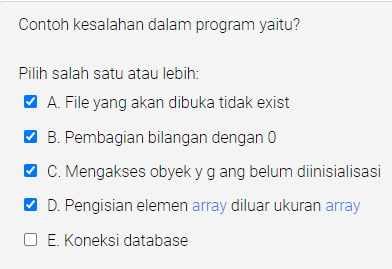 Contoh kesalahan dalam program yaitu?
Pilih salah satu atau lebih:
A. File yang akan dibuka tidak exist
B. Pembagian bilangan dengan 0
C. Mengakses obyek y g ang belum diinisialisasi
D. Pengisian elemen array diluar ukuran array
E. Koneksi database